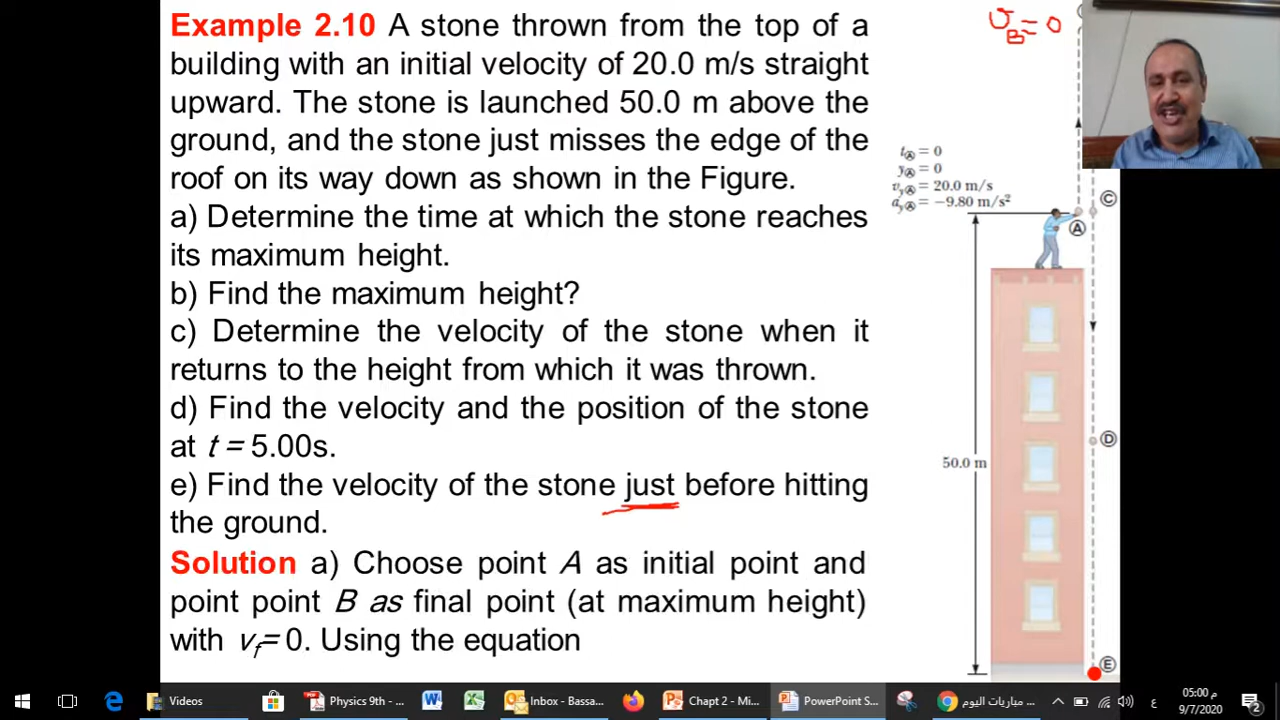 Example 2.10 A stone thrown from the top of a
building with an initial velocity of 20.0 m/s straight
upward. The stone is launched 50.0 m above the
ground, and the stone just misses the edge of the
roof on its way down as shown in the Figure.
a) Determine the time at which the stone reaches
its maximum height.
b) Find the maximum height?
c) Determine the velocity of the stone when it
returns to the height from which it was thrown.
d) Find the velocity and the position of the stone
at t = 5.00s.
e) Find the velocity of the stone just before hitting
the ground.
Solution a) Choose point A as initial point and
point point B as final point (at maximum height)
with vf= 0. Using the equation
vB = 0
tⒶ = 0
yⒶ = 0
vyⒶ = 20.0 m/s
ayⒶ = −9.80 m/s²
Ⓒ
Ⓐ
Ⓓ
50.0 m
Ⓔ
Videos
Physics 9th - ...
Inbox - Bassa...
Chapt 2 - Mi...
PowerPoint S...
مباريات اليوم
ع
05:00 م
9/7/2020
2